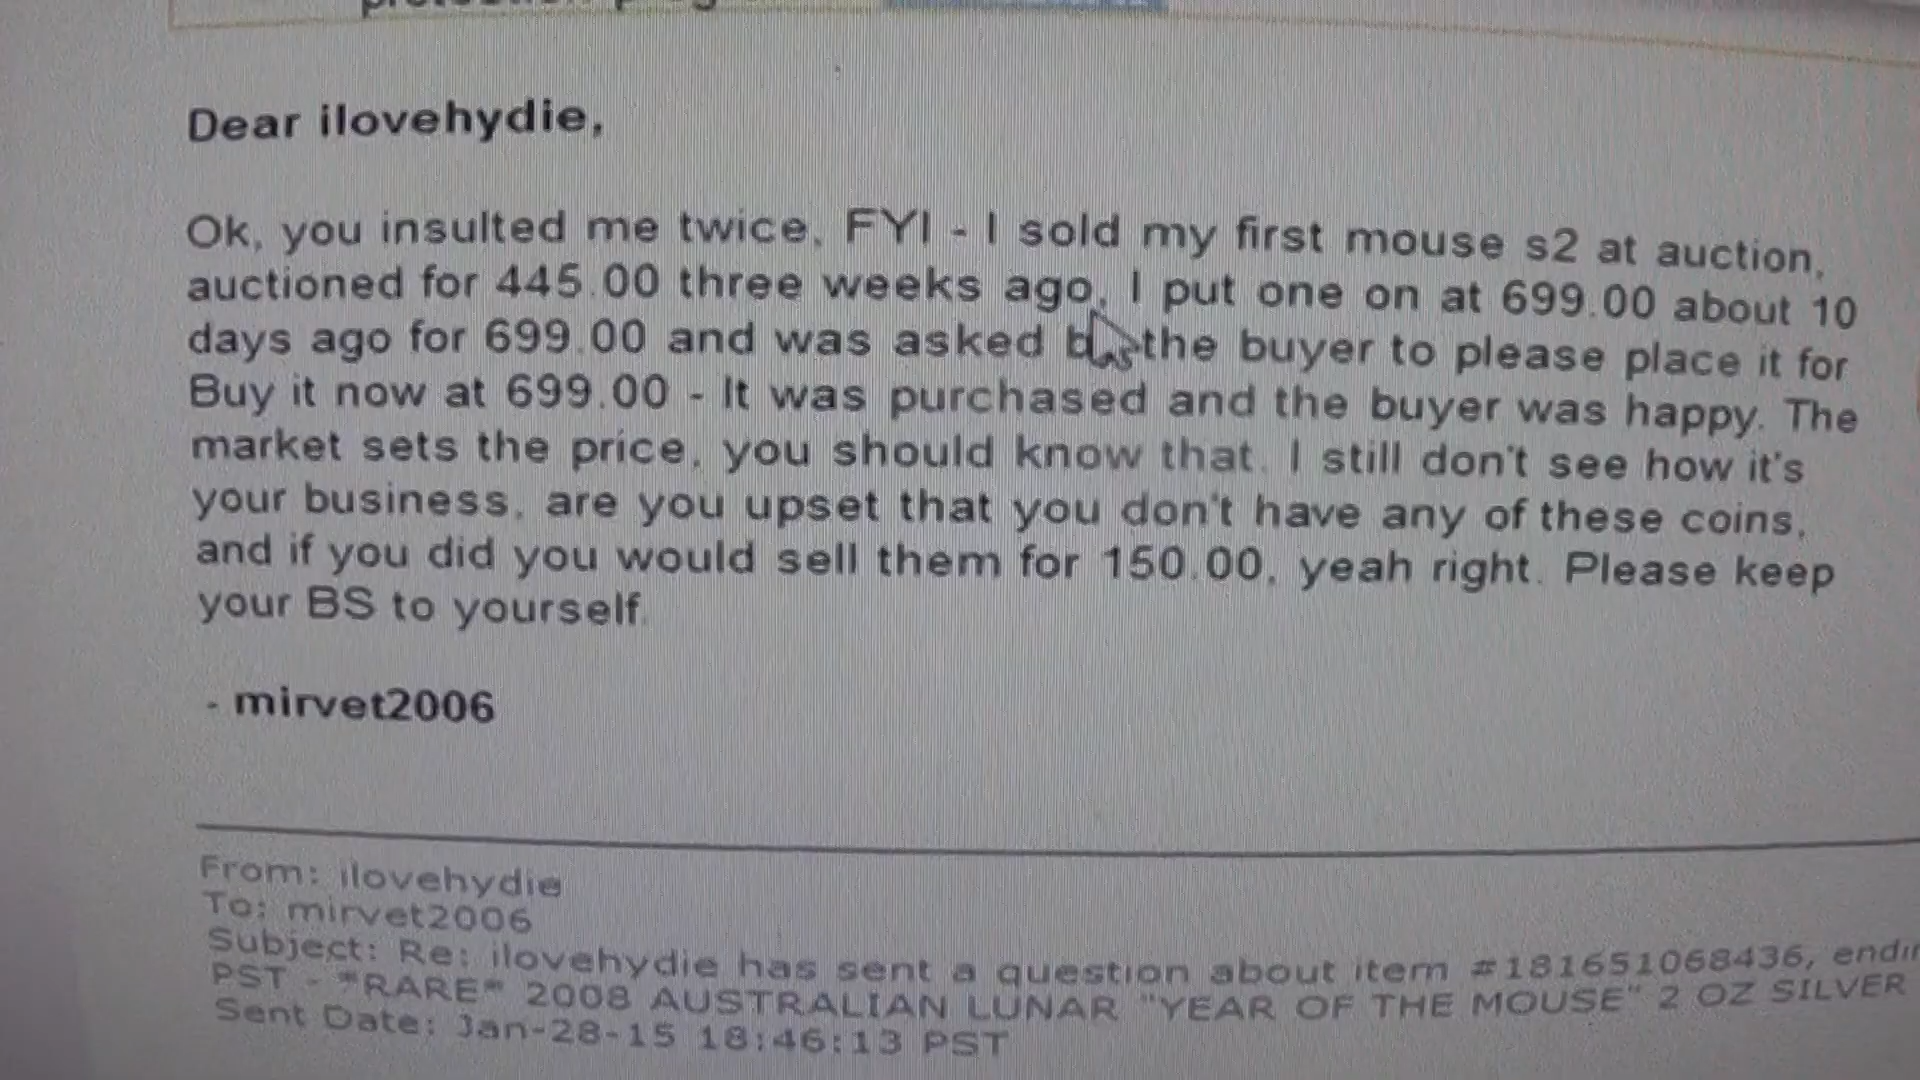 Dear ilovehydie,
Ok, you insulted me twice, FYI - I sold my first mouse s2 at auction,
auctioned for 445.00 three weeks ago, I put one on at 699.00 about 10
days ago for 699.00 and was asked the buyer to please place it for
Buy it now at 699.00 - It was purchased and the buyer was happy. The
market sets the price, you should know that. I still don't see how it's
your business, are you upset that you don't have any of these coins,
and if you did you would sell them for 150.00, yeah right. Please keep
your BS to yourself.
- mirvet2006
From: ilovehydie
To: mirvet2006
Subject: Re: ilovehydie has sent a question about item #181651068436,
PST - *RARE* 2008 AUSTRALIAN LUNAR "YEAR OF THE MOUSE" 2 OZ SILVER
Sent Date: Jan-28-15 18:46:13 PST